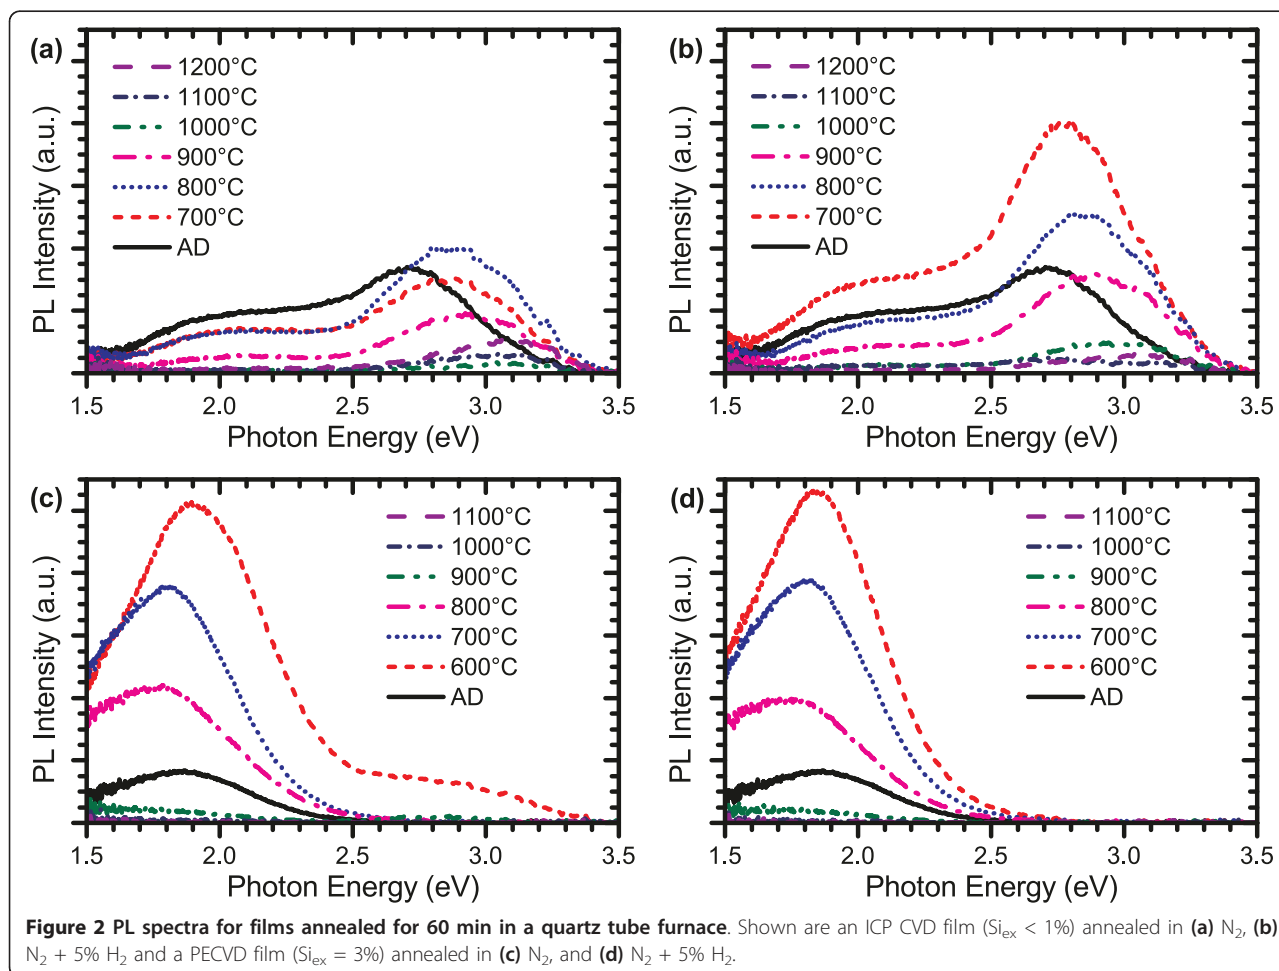 (a)
1200°C
1100°C
1000°C
900°C
800°C
700°C
AD
PL Intensity (a.u.)
1.5 2.0 2.5 3.0 3.5
Photon Energy (eV)
(b)
1200°C
1100°C
1000°C
900°C
800°C
700°C
AD
PL Intensity (a.u.)
1.5 2.0 2.5 3.0 3.5
Photon Energy (eV)
(c)
1100°C
1000°C
900°C
800°C
700°C
600°C
AD
PL Intensity (a.u.)
1.5 2.0 2.5 3.0 3.5
Photon Energy (eV)
(d)
1100°C
1000°C
900°C
800°C
700°C
600°C
AD
PL Intensity (a.u.)
1.5 2.0 2.5 3.0 3.5
Photon Energy (eV)
Figure 2 PL spectra for films annealed for 60 min in a quartz tube furnace. Shown are an ICP CVD film (Siex < 1%) annealed in (a) N2, (b)
N2 + 5% H2 and a PECVD film (Siex = 3%) annealed in (c) N2, and (d) N2 + 5% H2.